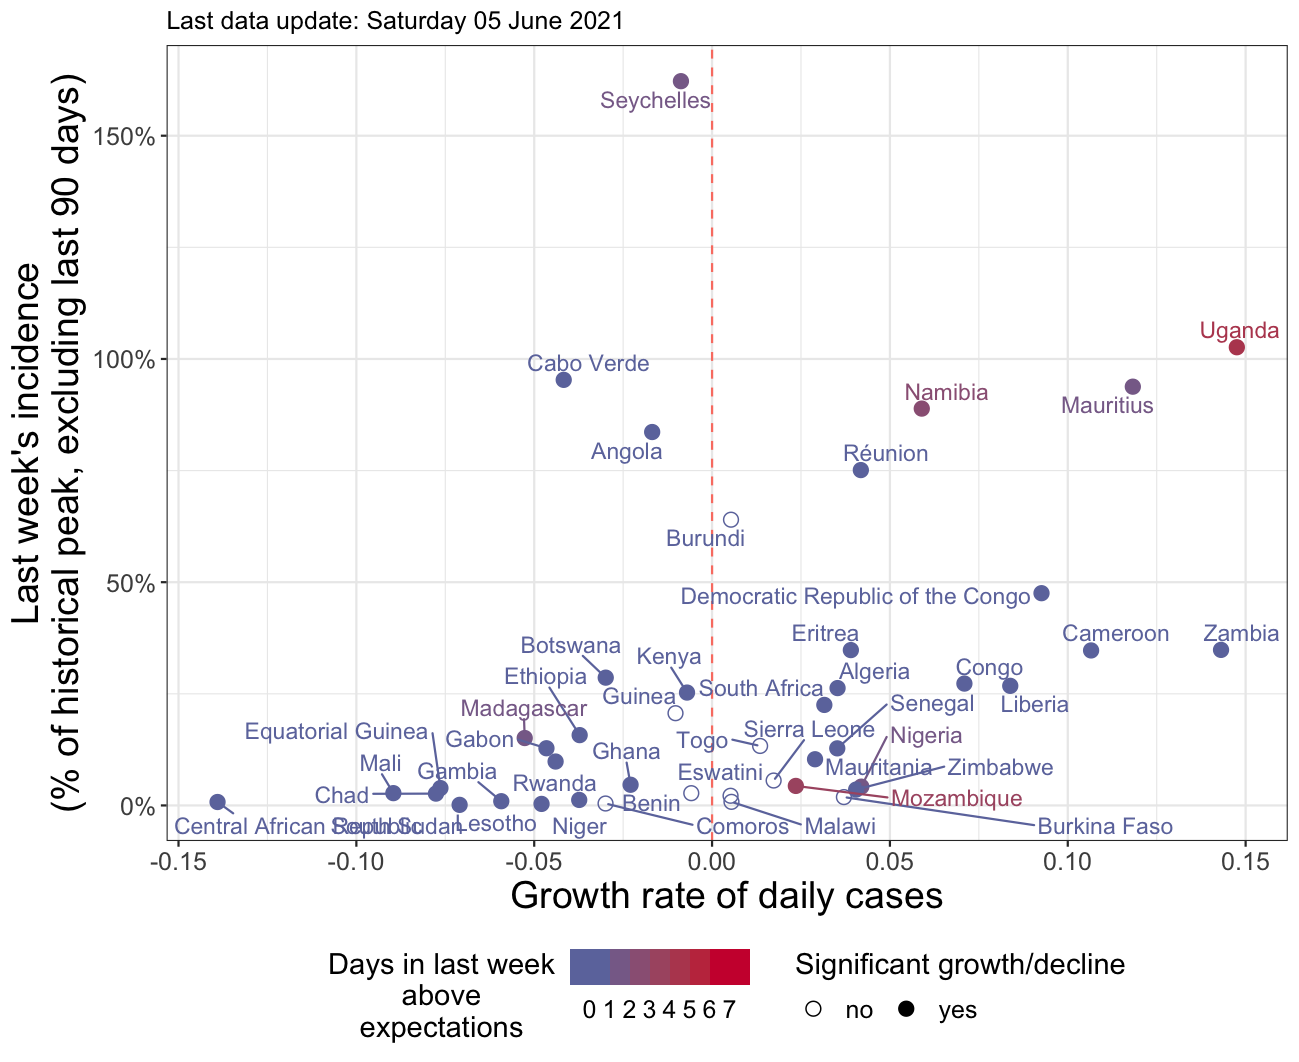 Last data update: Saturday 05 June 2021
Last week's incidence
(% of historical peak, excluding last 90 days)
150%
100%
50%
0%
Seychelles
Uganda
Cabo Verde
Namibia
Mauritius
Angola
Réunion
Burundi
Democratic Republic of the Congo
Eritrea
Cameroon
Zambia
Botswana
Kenya
Algeria
Congo
Ethiopia
Guinea
South Africa
Senegal
Liberia
Madagascar
Equatorial Guinea
Gabon
Togo
Sierra Leone
Nigeria
Ghana
Mali
Gambia
Rwanda
Eswatini
Mauritania
Zimbabwe
Chad
Benin
Mozambique
Central African Republic
South Sudan
Lesotho
Niger
Comoros
Malawi
Burkina Faso
-0.15
-0.10
-0.05
0.00
0.05
0.10
0.15
Growth rate of daily cases
Days in last week
above
expectations
0 1 2 3 4 5 6 7
Significant growth/decline
no
yes